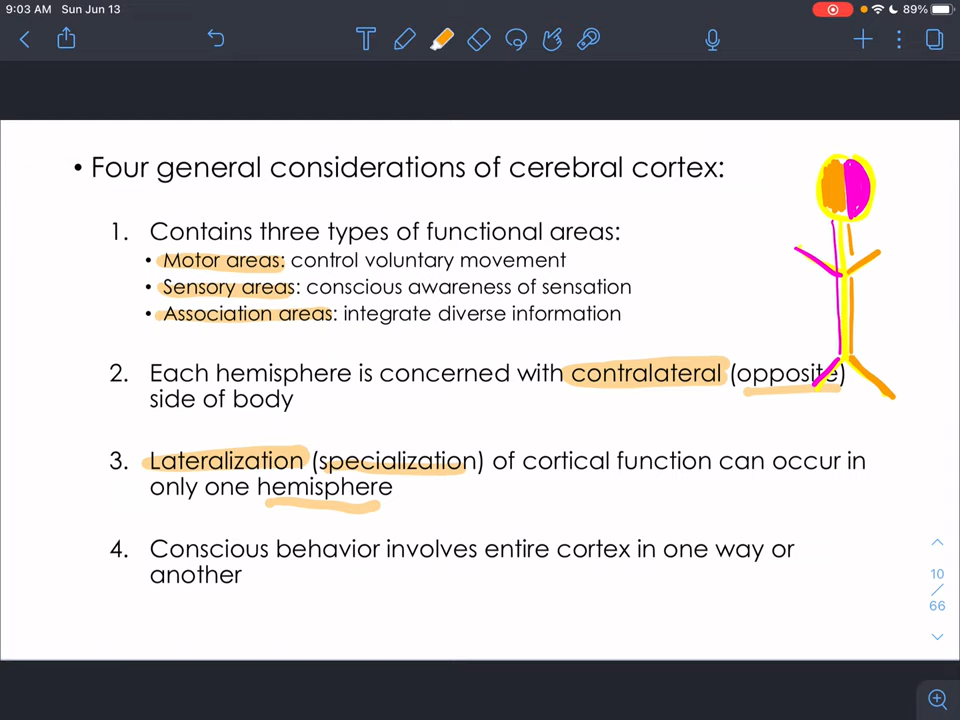 9:03 AM Sun Jun 13
89%
T
• Four general considerations of cerebral cortex:
1. Contains three types of functional areas:
• Motor areas: control voluntary movement
• Sensory areas: conscious awareness of sensation
• Association areas: integrate diverse information
2. Each hemisphere is concerned with contralateral (opposite)
side of body
3. Lateralization (specialization) of cortical function can occur in
only one hemisphere
4. Conscious behavior involves entire cortex in one way or
another
10
/
66